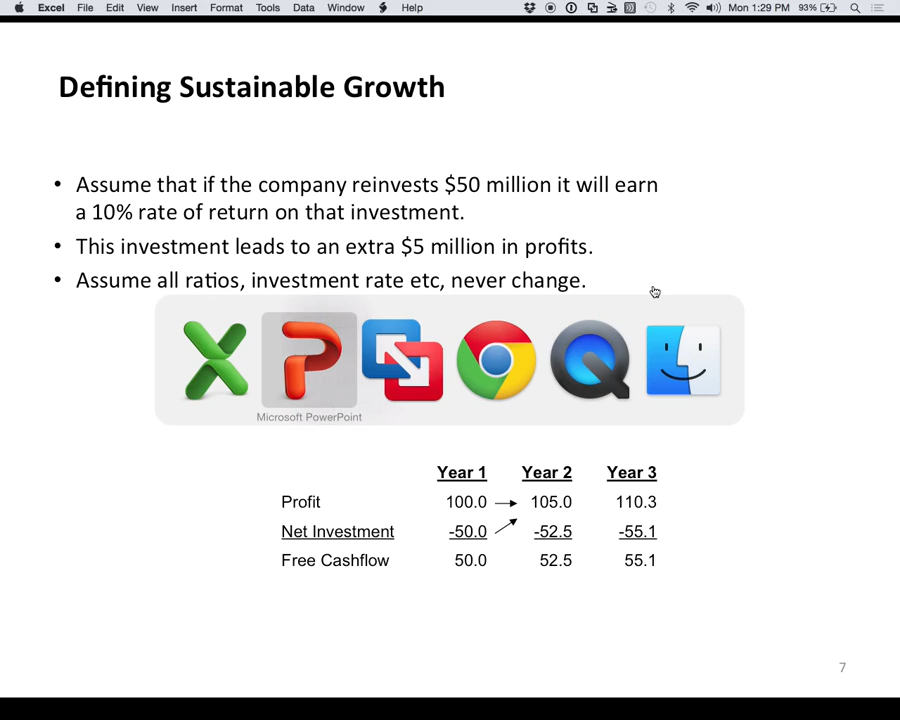 Excel File Edit View Insert Format Tools Data Window Help Mon 1:29 PM 93%
Defining Sustainable Growth
• Assume that if the company reinvests $50 million it will earn
a 10% rate of return on that investment.
• This investment leads to an extra $5 million in profits.
• Assume all ratios, investment rate etc, never change.
Microsoft PowerPoint
Year 1 Year 2 Year 3
Profit 100.0 105.0 110.3
Net Investment -50.0 -52.5 -55.1
Free Cashflow 50.0 52.5 55.1
7